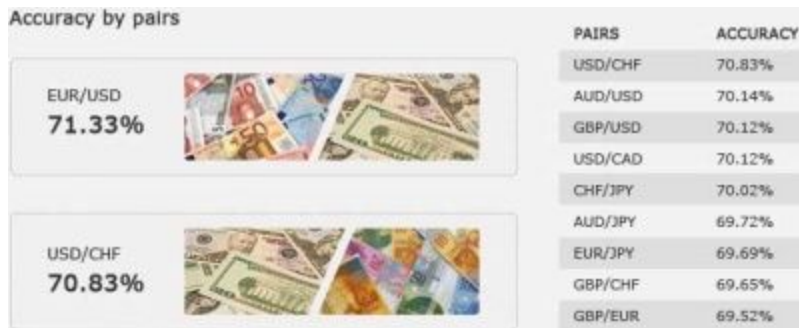 Accuracy by pairs
EUR/USD
71.33%
USD/CHF
70.83%
PAIRS ACCURACY
USD/CHF 70.83%
AUD/USD 70.14%
GBP/USD 70.12%
USD/CAD 70.12%
CHF/JPY 70.02%
AUD/JPY 69.72%
EUR/JPY 69.69%
GBP/CHF 69.65%
GBP/EUR 69.52%